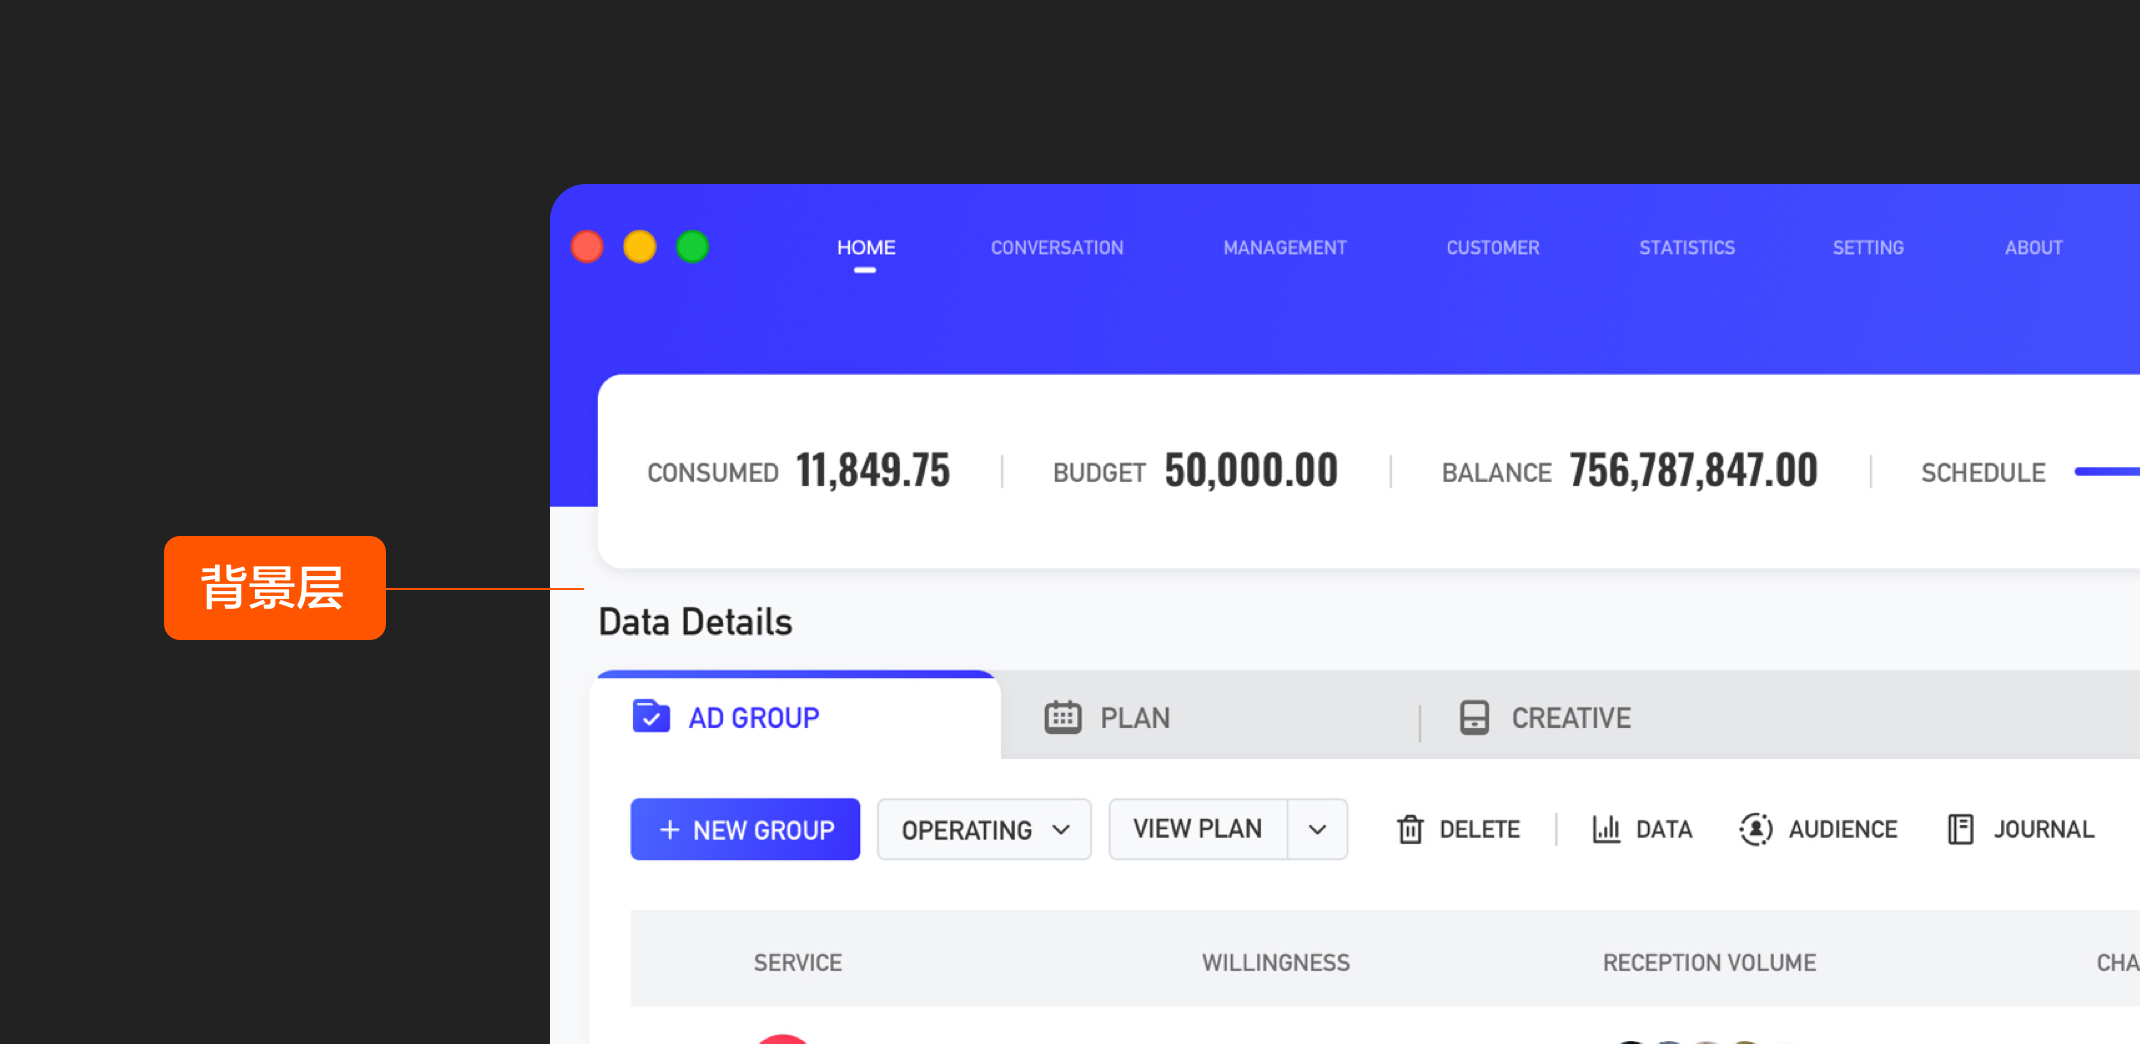 HOME CONVERSATION MANAGEMENT CUSTOMER STATISTICS SETTING ABOUT
CONSUMED 11,849.75 BUDGET 50,000.00 BALANCE 756,787,847.00 SCHEDULE
背景层
Data Details
AD GROUP PLAN CREATIVE
+ NEW GROUP OPERATING VIEW PLAN DELETE DATA AUDIENCE JOURNAL
SERVICE WILLINGNESS RECEPTION VOLUME CHA